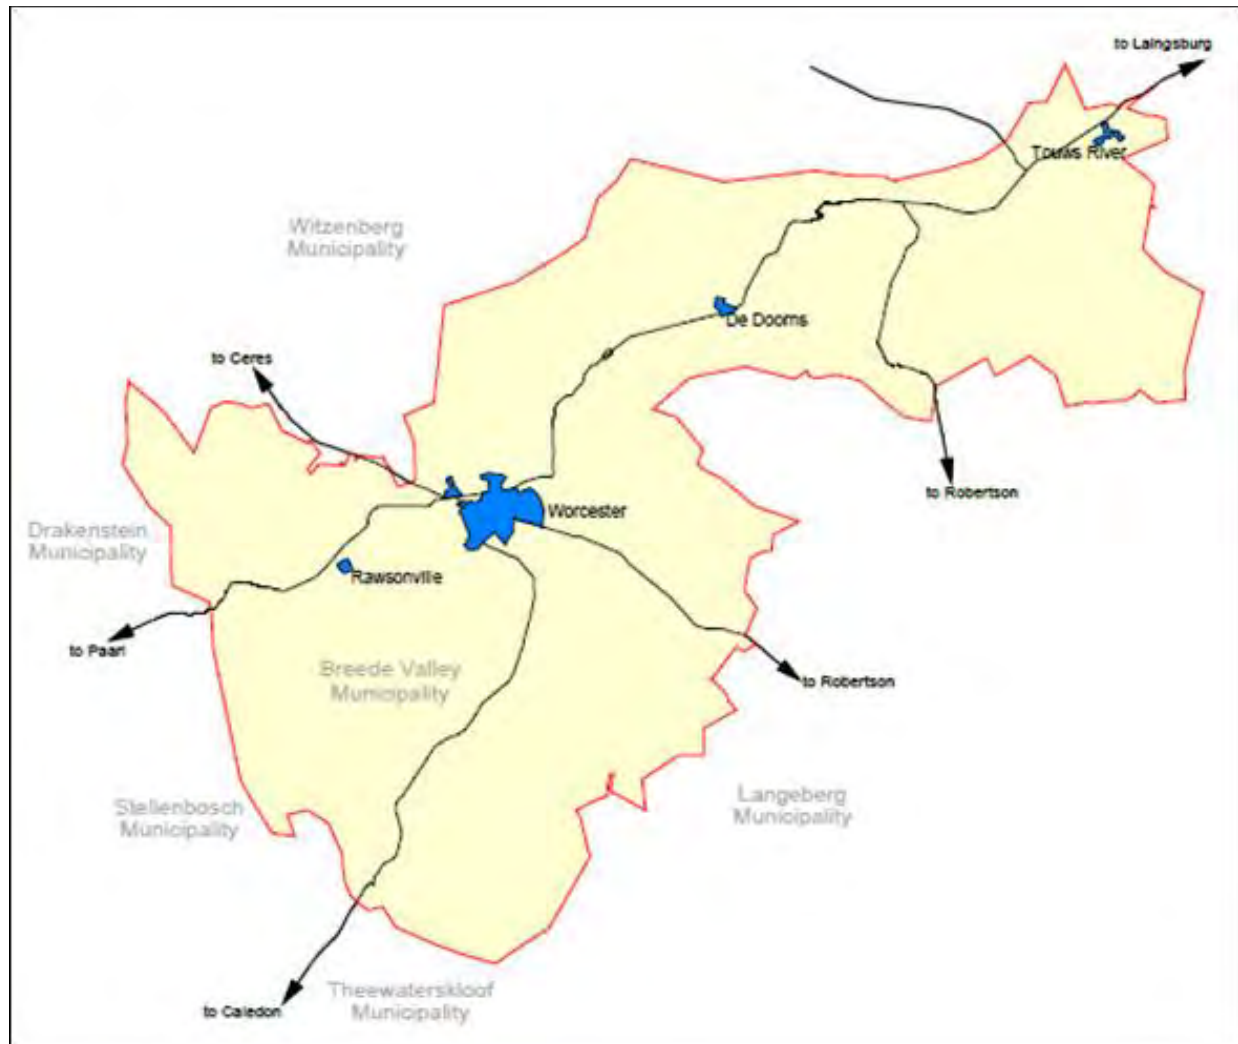 to Laingsburg
Touws River
Witzenberg
Municipality
De Doorns
to Ceres
to Robertson
Worcester
Drakenstein
Municipality
Rawsonville
to Paarl
Breede Valley
Municipality
to Robertson
Stellenbosch
Municipality
Langeberg
Municipality
Theewaterskloof
Municipality
to Caledon